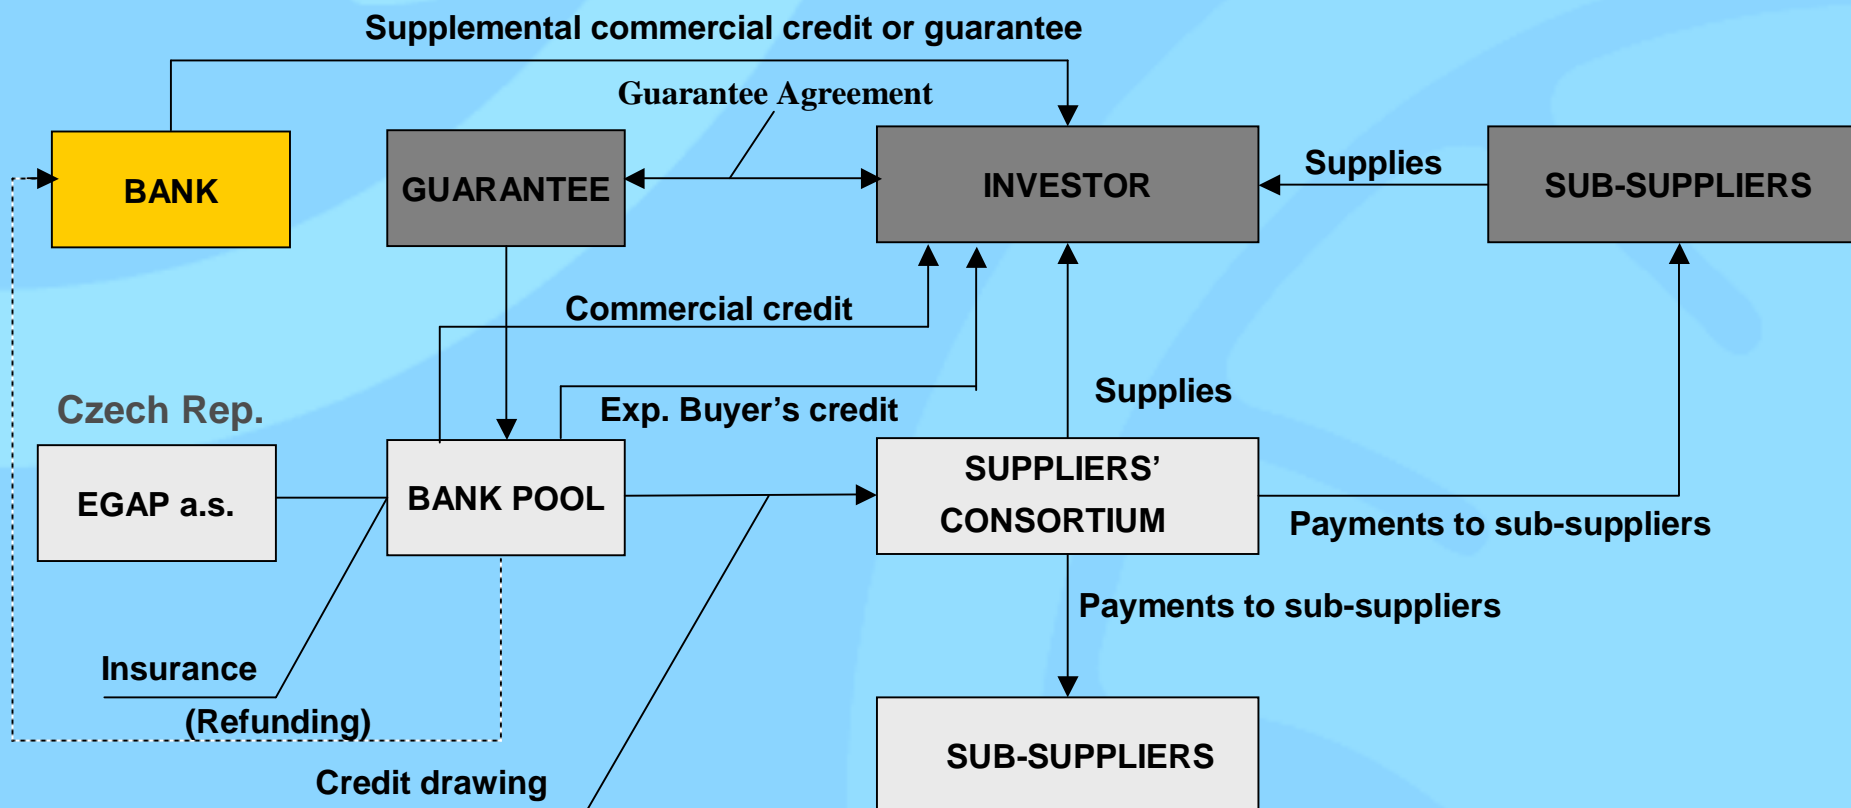 Supplemental commercial credit or guarantee
Guarantee Agreement
BANK
GUARANTEE
INVESTOR
Supplies
SUB-SUPPLIERS
Commercial credit
Exp. Buyer’s credit
Supplies
Czech Rep.
EGAP a.s.
BANK POOL
SUPPLIERS’
CONSORTIUM
Payments to sub-suppliers
Payments to sub-suppliers
Insurance
(Refunding)
Credit drawing
SUB-SUPPLIERS